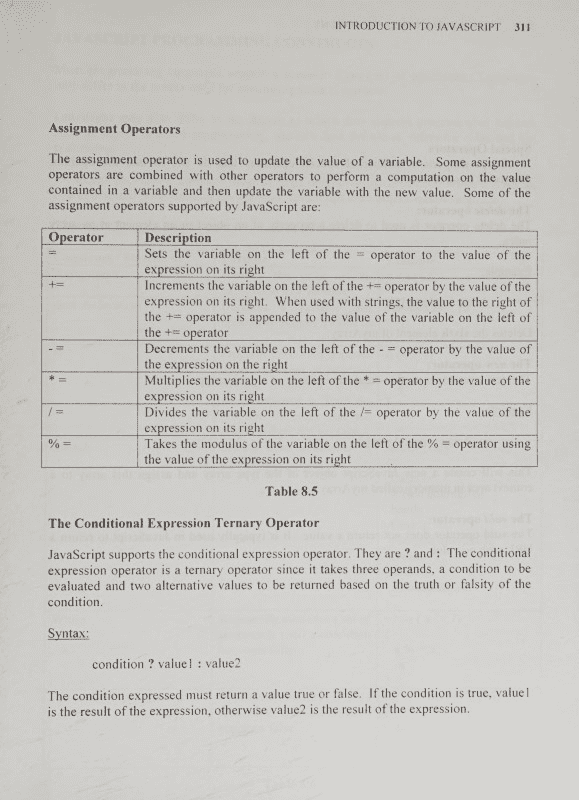 INTRODUCTION TO JAVASCRIPT 311
Assignment Operators
The assignment operator is used to update the value of a variable. Some assignment
operators are combined with other operators to perform a computation on the value
contained in a variable and then update the variable with the new value. Some of the
assignment operators supported by JavaScript are:
Operator Description
= Sets the variable on the left of the = operator to the value of the
expression on its right
+= Increments the variable on the left of the += operator by the value of the
expression on its right. When used with strings, the value to the right of
the += operator is appended to the value of the variable on the left of
the += operator
- = Decrements the variable on the left of the - = operator by the value of
the expression on the right
* = Multiplies the variable on the left of the * = operator by the value of the
expression on its right
/ = Divides the variable on the left of the /= operator by the value of the
expression on its right
% = Takes the modulus of the variable on the left of the % = operator using
the value of the expression on its right
Table 8.5
The Conditional Expression Ternary Operator
JavaScript supports the conditional expression operator. They are ? and : The conditional
expression operator is a ternary operator since it takes three operands, a condition to be
evaluated and two alternative values to be returned based on the truth or falsity of the
condition.
Syntax:
condition ? value1 : value2
The condition expressed must return a value true or false. If the condition is true, value1
is the result of the expression, otherwise value2 is the result of the expression.